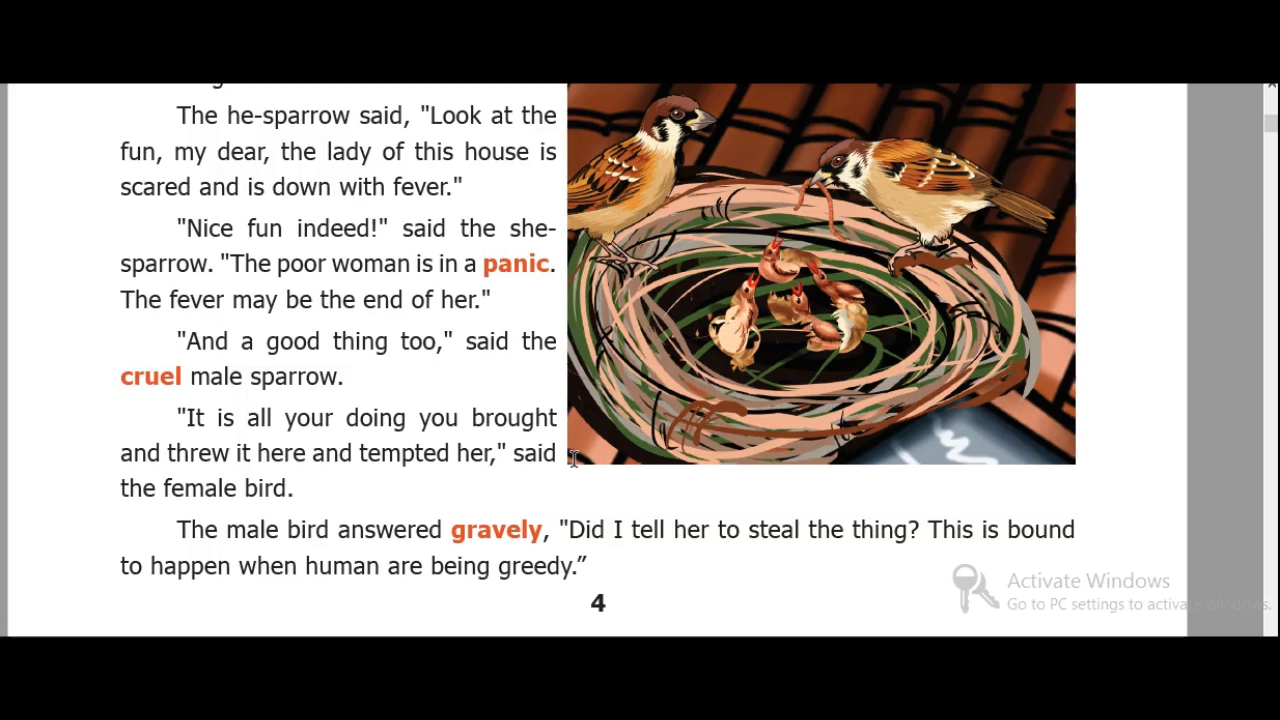 The he-sparrow said, "Look at the
fun, my dear, the lady of this house is
scared and is down with fever."
"Nice fun indeed!" said the she-
sparrow. "The poor woman is in a panic.
The fever may be the end of her."
"And a good thing too," said the
cruel male sparrow.
"It is all your doing you brought
and threw it here and tempted her," said
the female bird.
The male bird answered gravely, "Did I tell her to steal the thing? This is bound
to happen when human are being greedy.”
4
Activate Windows
Go to PC settings to activate Windows.